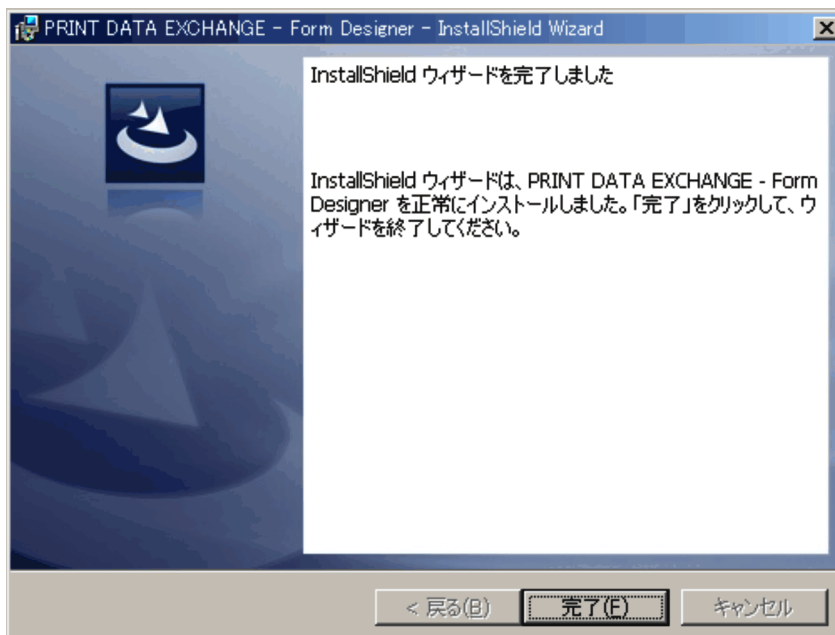 PRINT DATA EXCHANGE - Form Designer - InstallShield Wizard
InstallShield ウィザードを完了しました
InstallShield ウィザードは、PRINT DATA EXCHANGE - Form
Designer を正常にインストールしました。「完了」をクリックして、ウ
ィザードを終了してください。
< 戻る(B)
完了(F)
キャンセル